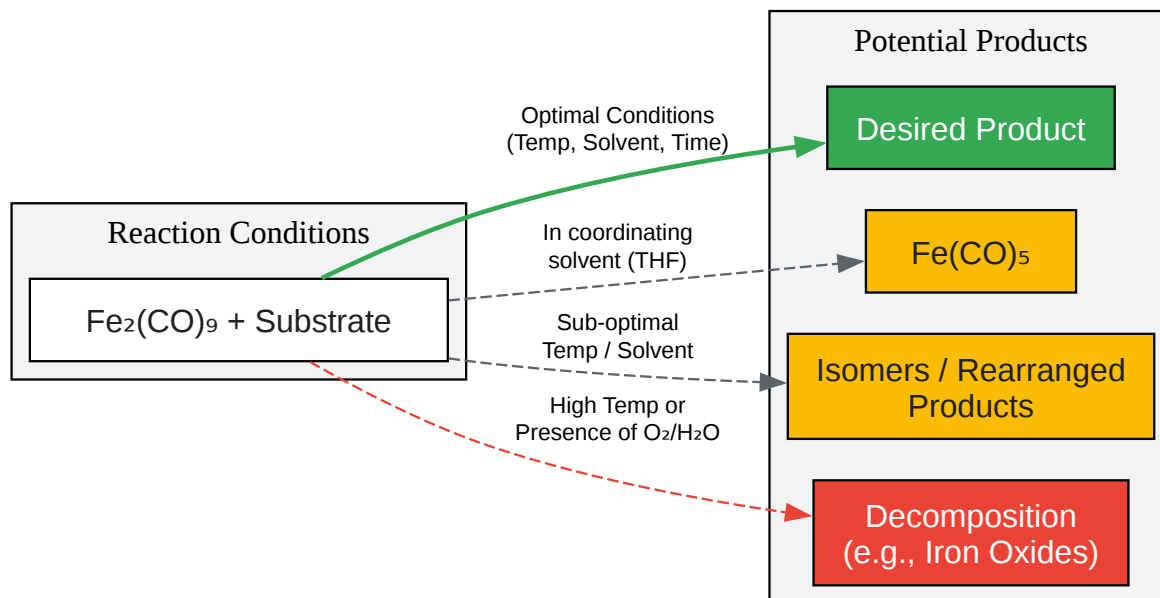 Potential Products
Optimal Conditions
(Temp, Solvent, Time)
Desired Product
Reaction Conditions
In coordinating
solvent (THF)
Fe(CO)₅
Fe₂(CO)₉ + Substrate
Sub-optimal
Temp / Solvent
Isomers / Rearranged
Products
High Temp or
Presence of O₂/H₂O
Decomposition
(e.g., Iron Oxides)